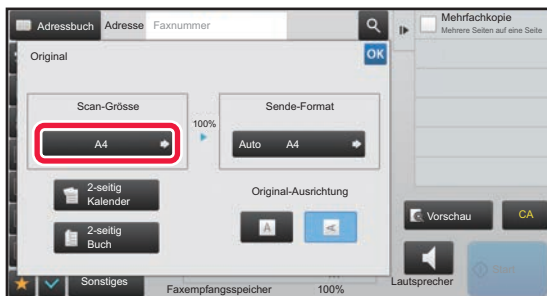 Adressbuch Adresse Faxnummer
Mehrfachkopie
Mehrere Seiten auf eine Seite
Original
OK
Scan-Grösse
Sende-Format
100%
A4
Auto A4
2-seitig
Kalender
Original-Ausrichtung
2-seitig
Buch
A
A
Vorschau
CA
Start
Sonstiges
Faxempfangsspeicher 100%
Lautsprecher